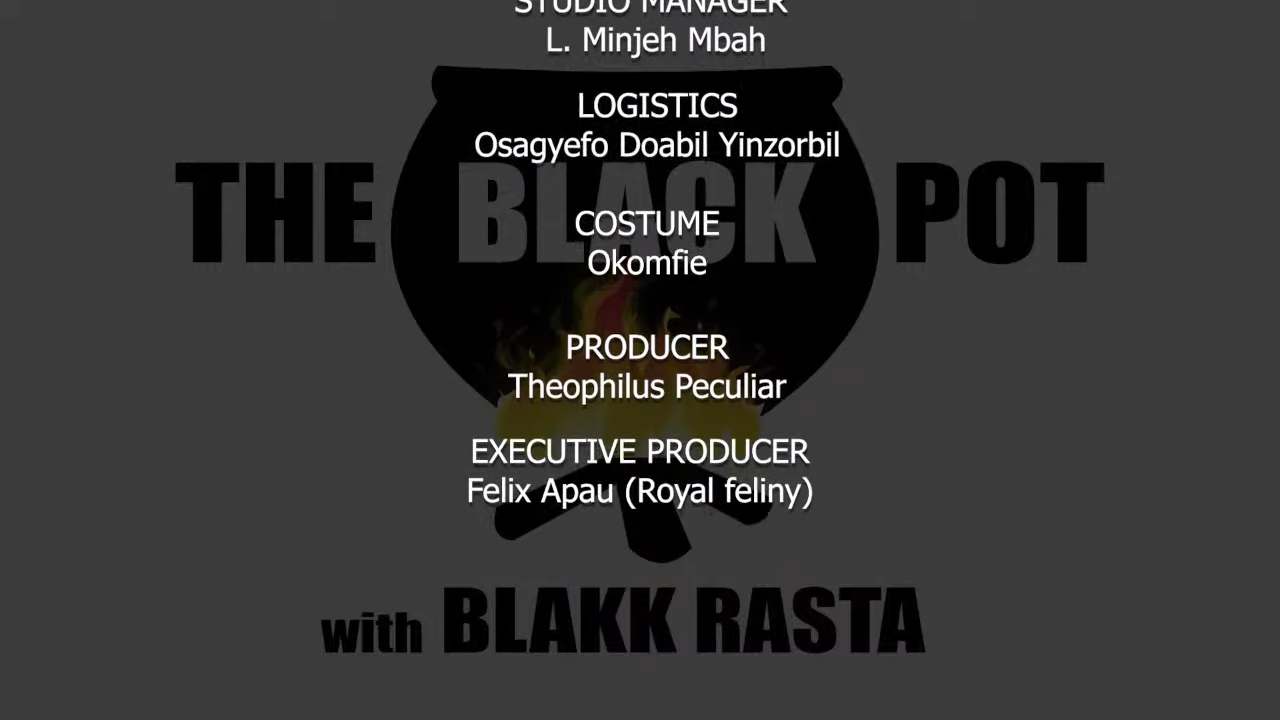 STUDIO MANAGER
L. Minjeh Mbah
LOGISTICS
Osagyefo Doabil Yinzorbil
THE BLACK POT
COSTUME
Okomfie
PRODUCER
Theophilus Peculiar
EXECUTIVE PRODUCER
Felix Apau (Royal feliny)
with BLAKK RASTA